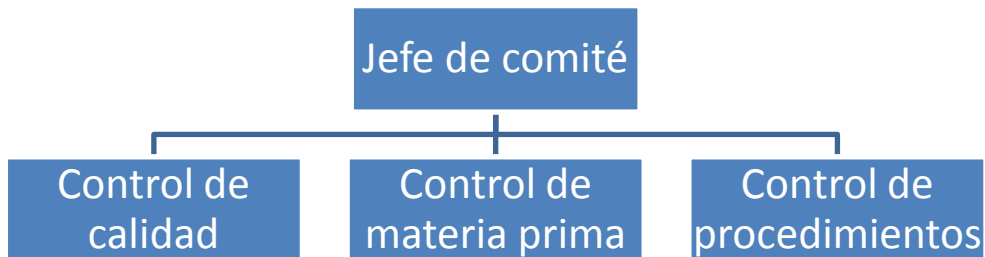 Jefe de comité
Control de
calidad
Control de
materia prima
Control de
procedimientos